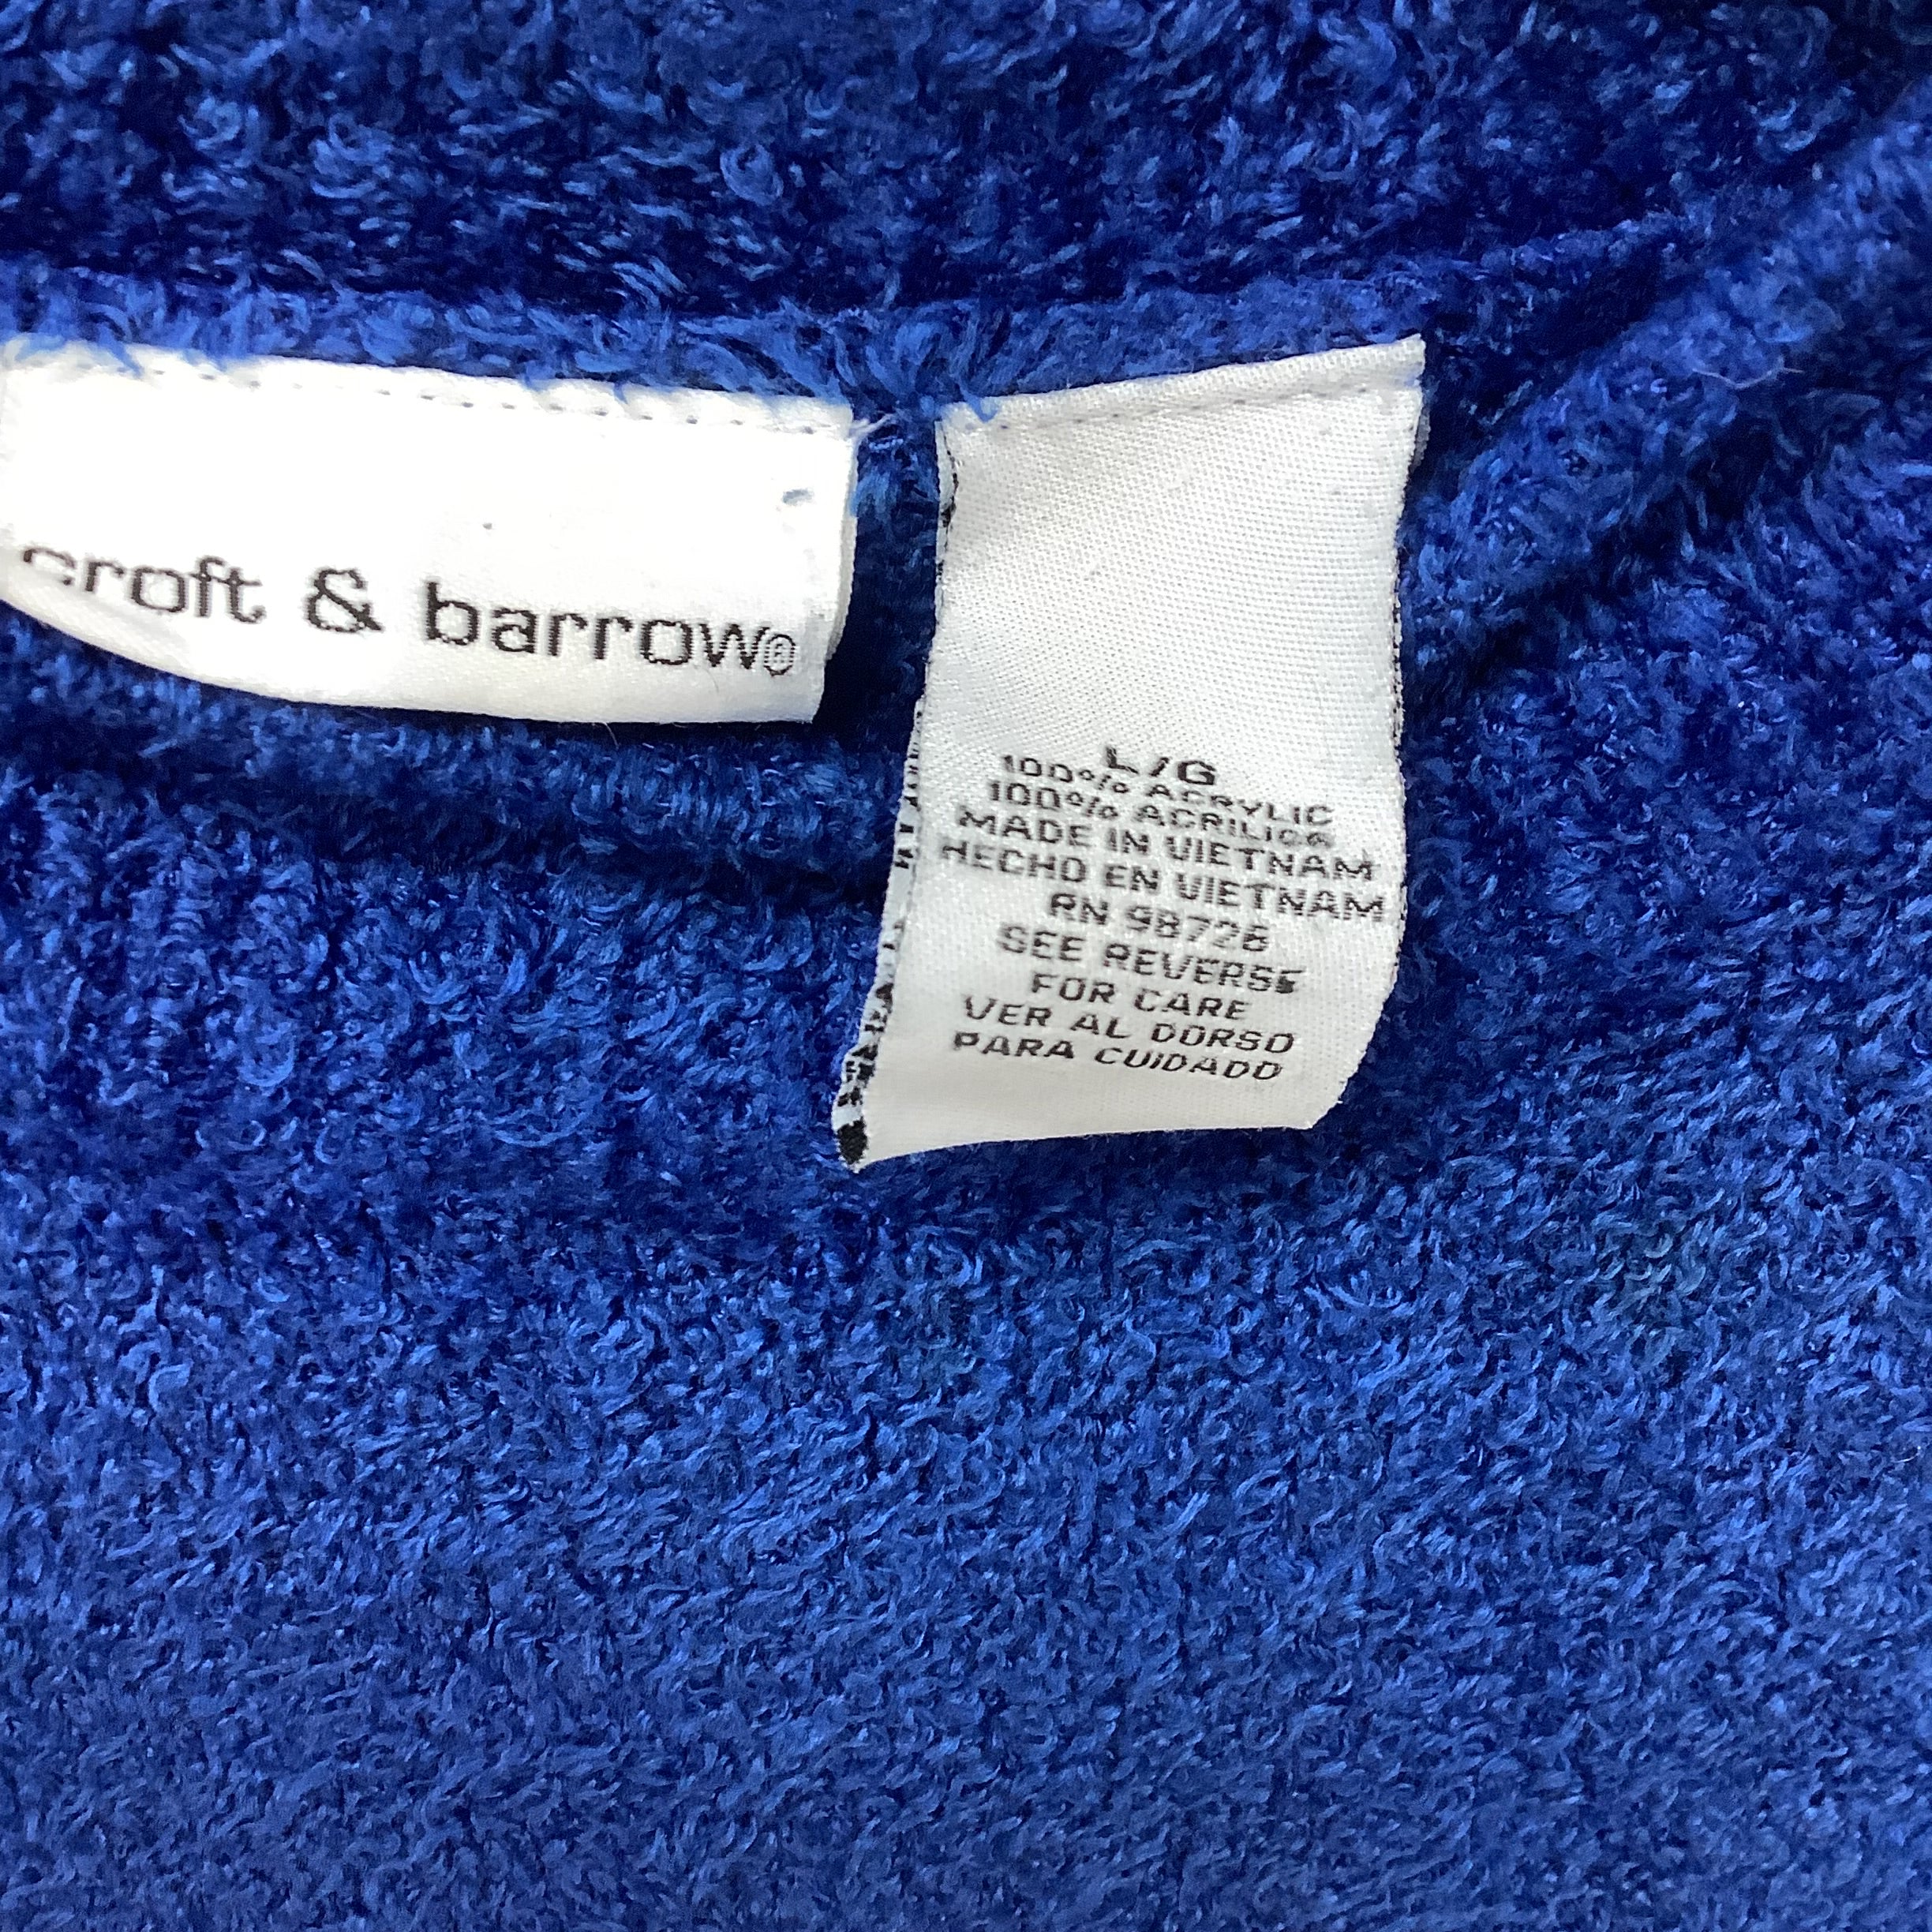 croft & barrow®
L/G
100% ACRYLIC
100% ACRILICO
MADE IN VIETNAM
HECHO EN VIETNAM
RN 98726
SEE REVERSE
FOR CARE
VER AL DORSO
PARA CUIDADO